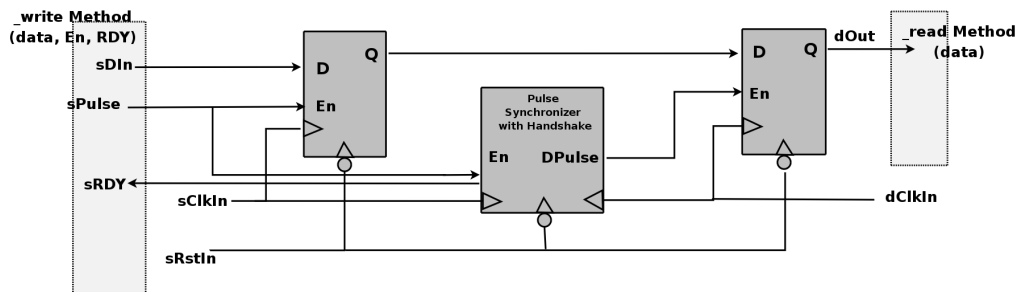 _write Method
(data, En, RDY)
sDIn
sPulse
sRDY
sClkIn
sRstIn
D
Q
En
Pulse
Synchronizer
with Handshake
En
DPulse
D
Q
En
dOut
_read Method
(data)
dClkIn